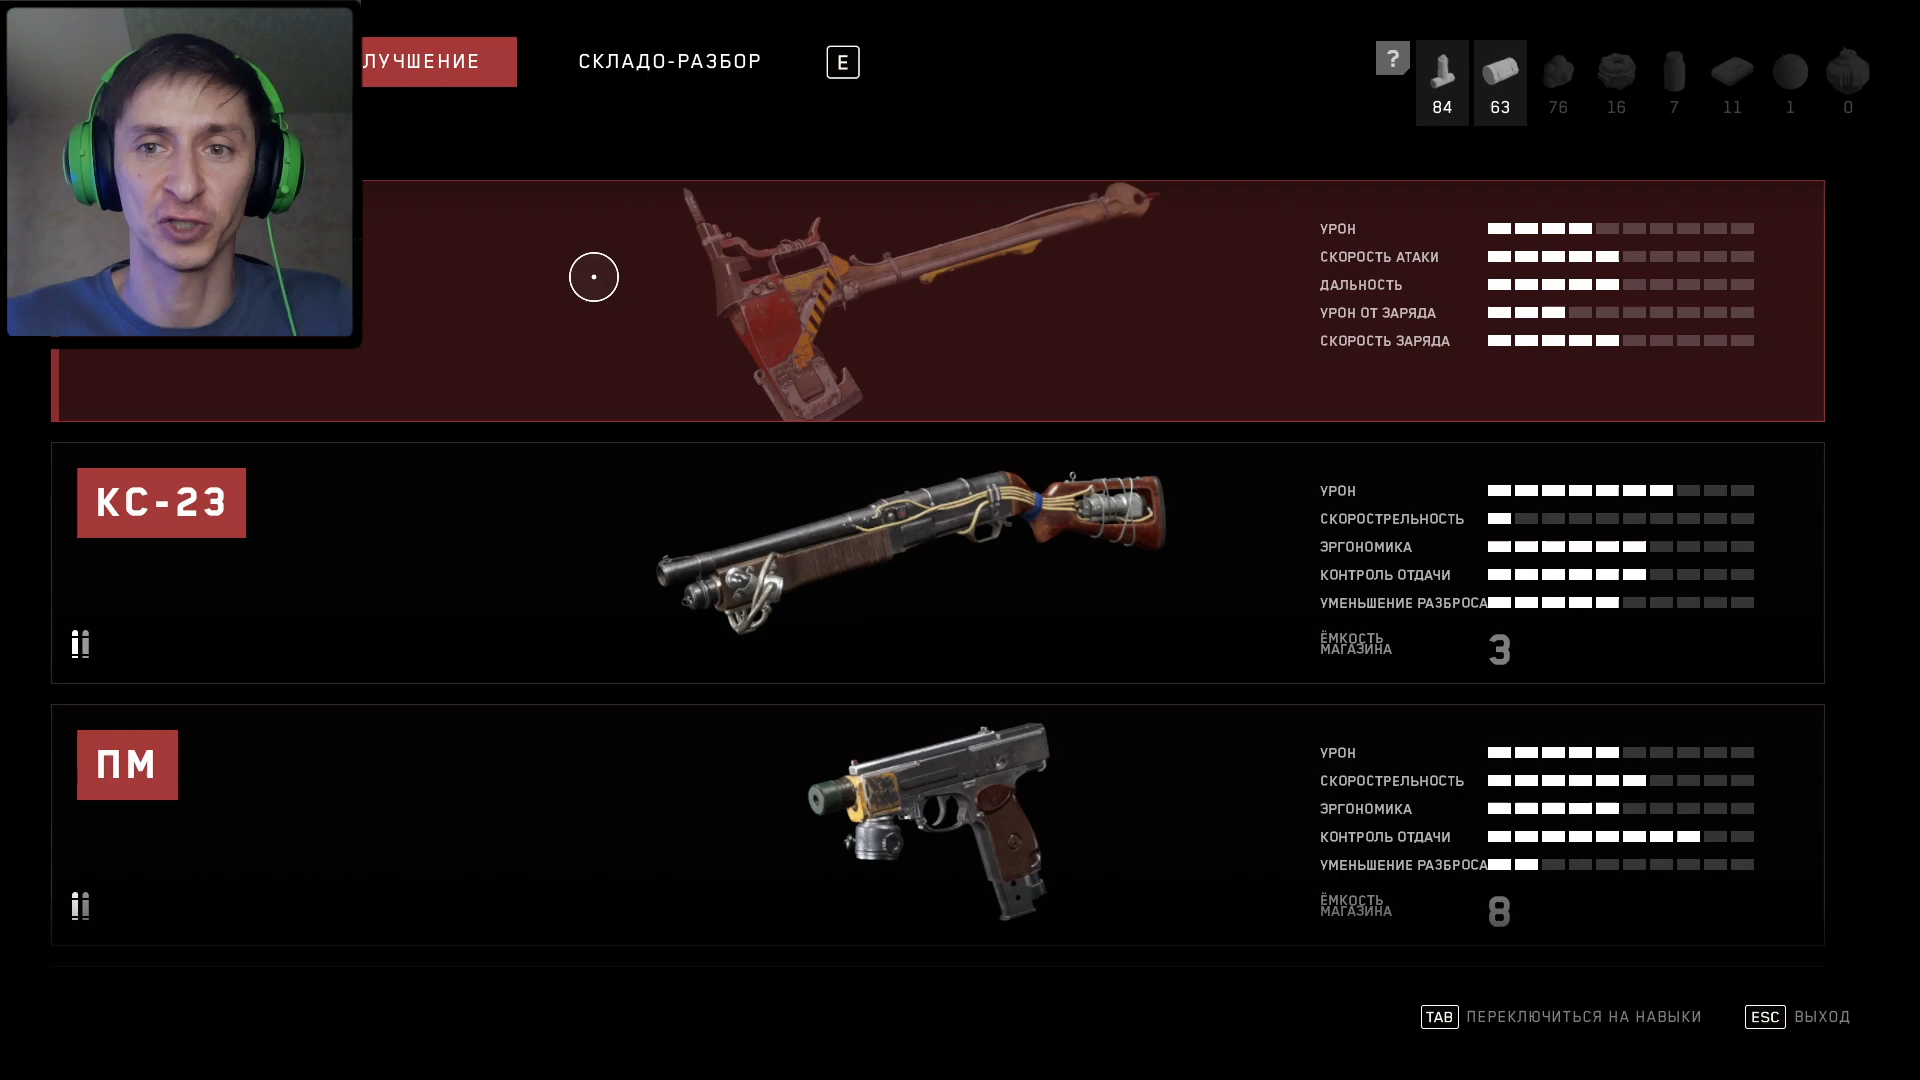 ЛУЧШЕНИЕ СКЛАДО-РАЗБОР E
? 84 63 76 16 7 11 1 0
УРОН
СКОРОСТЬ АТАКИ
ДАЛЬНОСТЬ
УРОН ОТ ЗАРЯДА
СКОРОСТЬ ЗАРЯДА
КС-23
УРОН
СКОРОСТРЕЛЬНОСТЬ
ЭРГОНОМИКА
КОНТРОЛЬ ОТДАЧИ
УМЕНЬШЕНИЕ РАЗБРОСА
ЁМКОСТЬ
МАГАЗИНА 3
ПМ
УРОН
СКОРОСТРЕЛЬНОСТЬ
ЭРГОНОМИКА
КОНТРОЛЬ ОТДАЧИ
УМЕНЬШЕНИЕ РАЗБРОСА
ЁМКОСТЬ
МАГАЗИНА 8
TAB ПЕРЕКЛЮЧИТЬСЯ НА НАВЫКИ ESC ВЫХОД